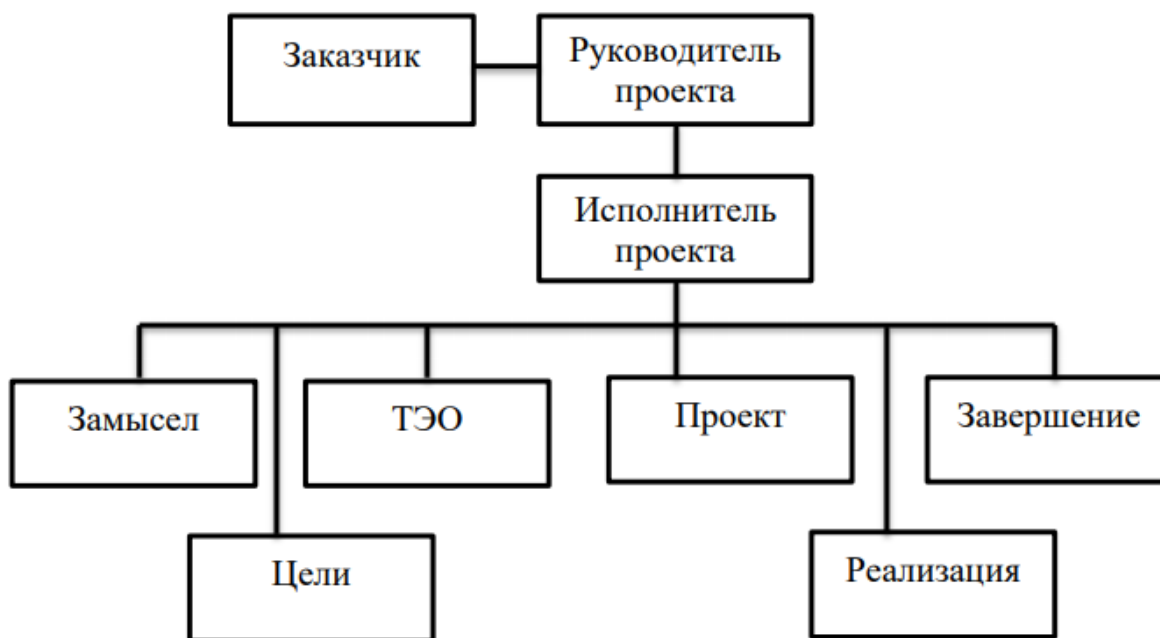 Заказчик
Руководитель
проекта
Исполнитель
проекта
Замысел
ТЭО
Проект
Завершение
Цели
Реализация